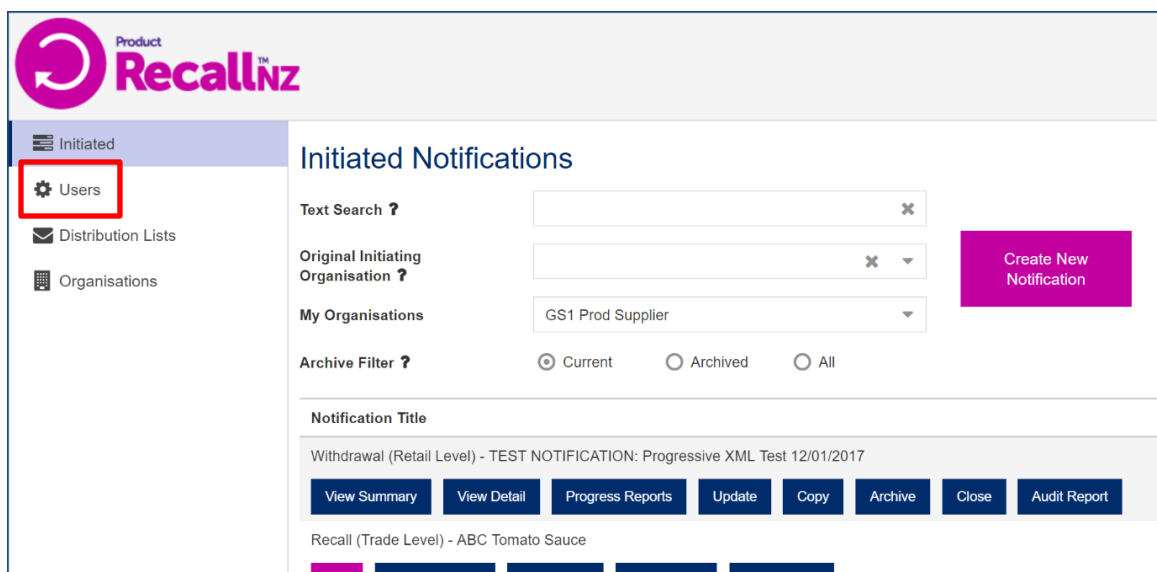 Product
RecallNZ™
Initiated
Users
Distribution Lists
Organisations
Initiated Notifications
Text Search ?
Original Initiating
Organisation ?
My Organisations
GS1 Prod Supplier
Archive Filter ?
Current
Archived
All
Create New
Notification
Notification Title
Withdrawal (Retail Level) - TEST NOTIFICATION: Progressive XML Test 12/01/2017
View Summary
View Detail
Progress Reports
Update
Copy
Archive
Close
Audit Report
Recall (Trade Level) - ABC Tomato Sauce